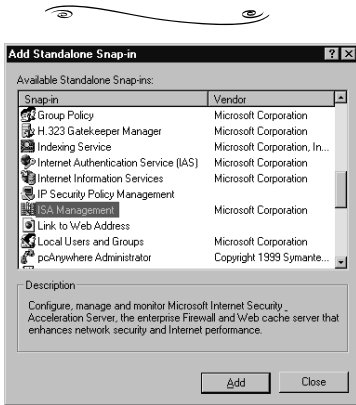 Add Standalone Snap-in
Available Standalone Snap-ins:
Snap-in Vendor
Group Policy Microsoft Corporation
H.323 Gatekeeper Manager Microsoft Corporation
Indexing Service Microsoft Corporation, In...
Internet Authentication Service (IAS) Microsoft Corporation
Internet Information Services Microsoft Corporation
IP Security Policy Management
ISA Management Microsoft Corporation
Link to Web Address
Local Users and Groups Microsoft Corporation
pcAnywhere Administrator Copyright 1999 Symante...
Description
Configure, manage and monitor Microsoft Internet Security _
Acceleration Server, the enterprise Firewall and Web cache server that
enhances network security and Internet performance.
Add Close